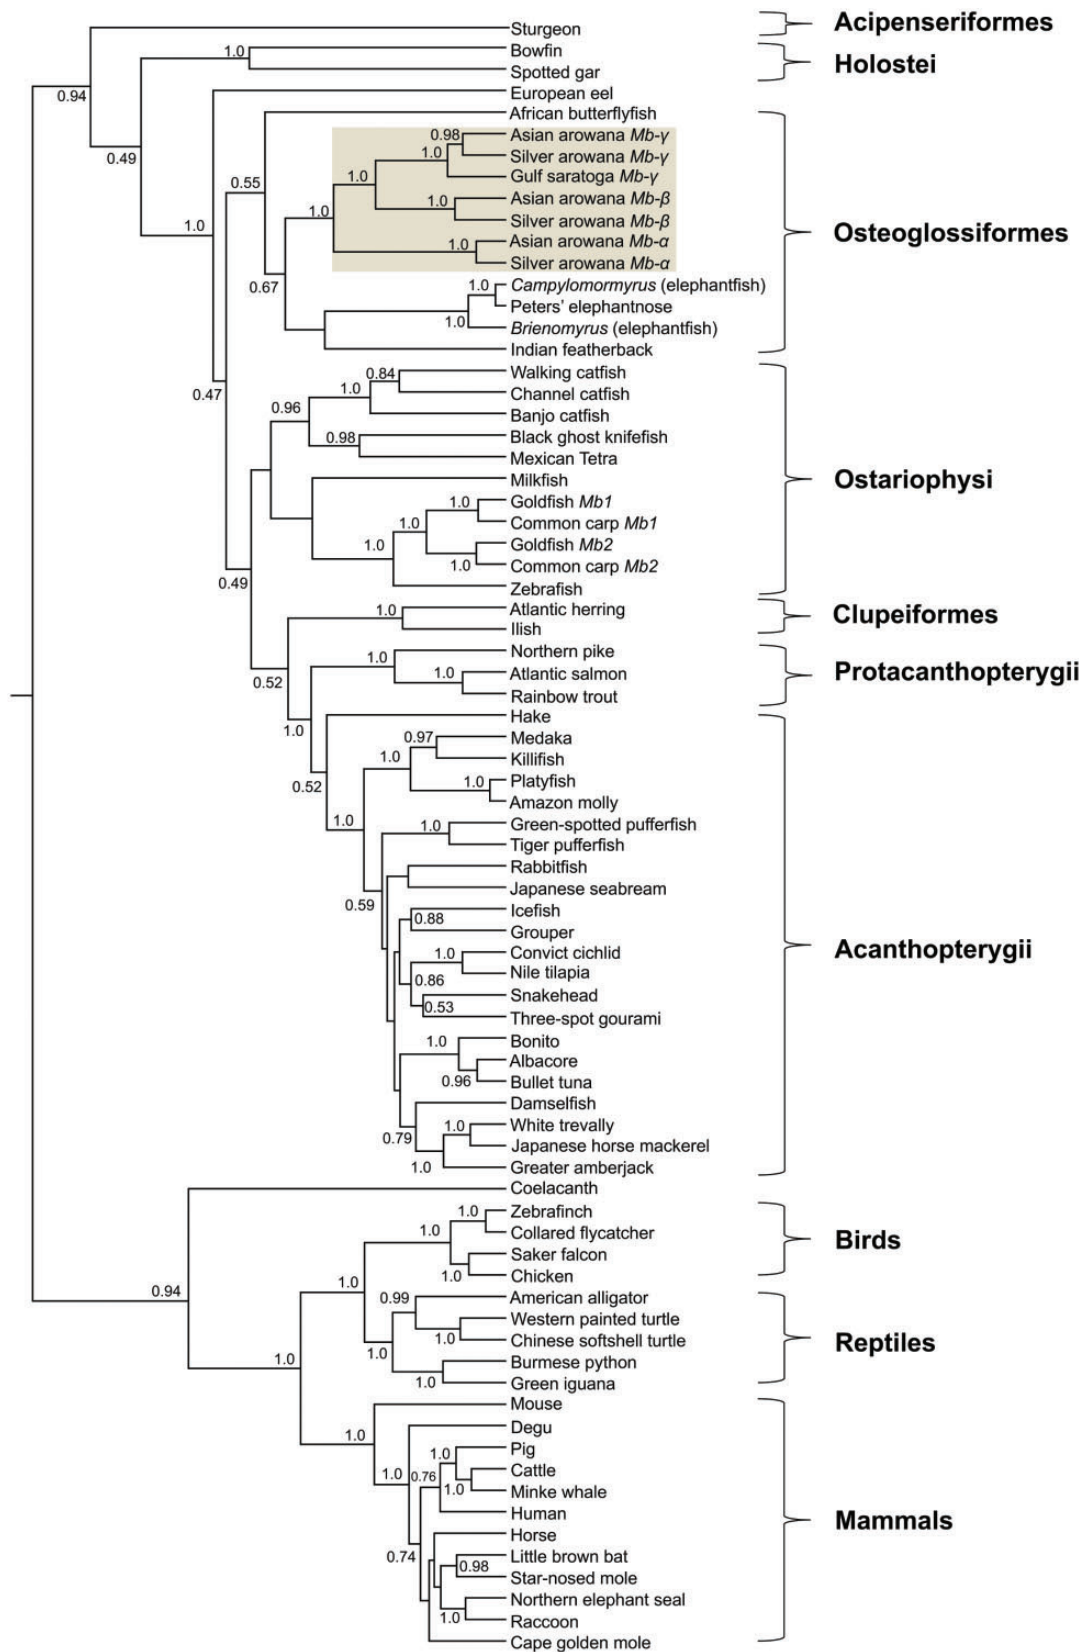 Sturgeon
Acipenseriformes
1.0
Bowfin
Spotted gar
Holostei
0.94
European eel
African butterflyfish
0.98
Asian arowana Mb-γ
0.49
1.0
Silver arowana Mb-γ
Gulf saratoga Mb-γ
0.55
1.0
1.0
Asian arowana Mb-β
1.0
1.0
Silver arowana Mb-β
Osteoglossiformes
1.0
Asian arowana Mb-α
Silver arowana Mb-α
0.67
1.0
Campylomormyrus (elephantfish)
Peters’ elephantnose
1.0
Brienomyrus (elephantfish)
Indian featherback
0.84
Walking catfish
0.47
1.0
Channel catfish
0.96
Banjo catfish
0.98
Black ghost knifefish
Mexican Tetra
Milkfish
Ostariophysi
1.0
Goldfish Mb1
1.0
Common carp Mb1
1.0
Goldfish Mb2
1.0
Common carp Mb2
0.49
Zebrafish
1.0
Atlantic herring
Ilish
Clupeiformes
1.0
Northern pike
0.52
1.0
Atlantic salmon
Rainbow trout
Protacanthopterygii
1.0
Hake
0.97
Medaka
1.0
Killifish
0.52
1.0
Platyfish
Amazon molly
1.0
1.0
Green-spotted pufferfish
Tiger pufferfish
Rabbitfish
Japanese seabream
0.59
Icefish
0.88
Grouper
1.0
Convict cichlid
Nile tilapia
Acanthopterygii
0.86
Snakehead
0.53
Three-spot gourami
1.0
Bonito
Albacore
0.96
Bullet tuna
Damselfish
1.0
White trevally
0.79
Japanese horse mackerel
1.0
Greater amberjack
Coelacanth
1.0
Zebrafinch
1.0
Collared flycatcher
Saker falcon
1.0
Chicken
Birds
0.94
1.0
0.99
American alligator
Western painted turtle
1.0
1.0
Chinese softshell turtle
Reptiles
1.0
Burmese python
1.0
Green iguana
Mouse
1.0
Degu
1.0
Pig
1.0
0.76
Cattle
1.0
Minke whale
Human
Mammals
Horse
0.74
Little brown bat
0.98
Star-nosed mole
Northern elephant seal
1.0
Raccoon
Cape golden mole